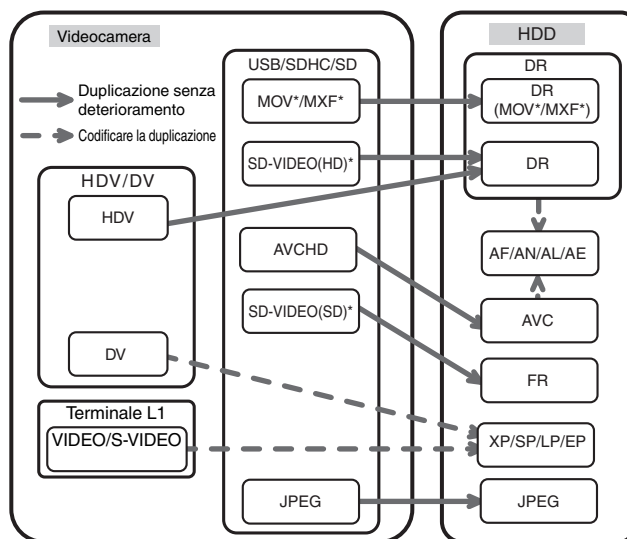 Videocamera
Duplicazione senza
deterioramento
Codificare la duplicazione
HDV/DV
HDV
DV
Terminale L1
VIDEO/S-VIDEO
USB/SDHC/SD
MOV*/MXF*
SD-VIDEO(HD)*
AVCHD
SD-VIDEO(SD)*
JPEG
HDD
DR
DR
(MOV*/MXF*)
DR
AF/AN/AL/AE
AVC
FR
XP/SP/LP/EP
JPEG